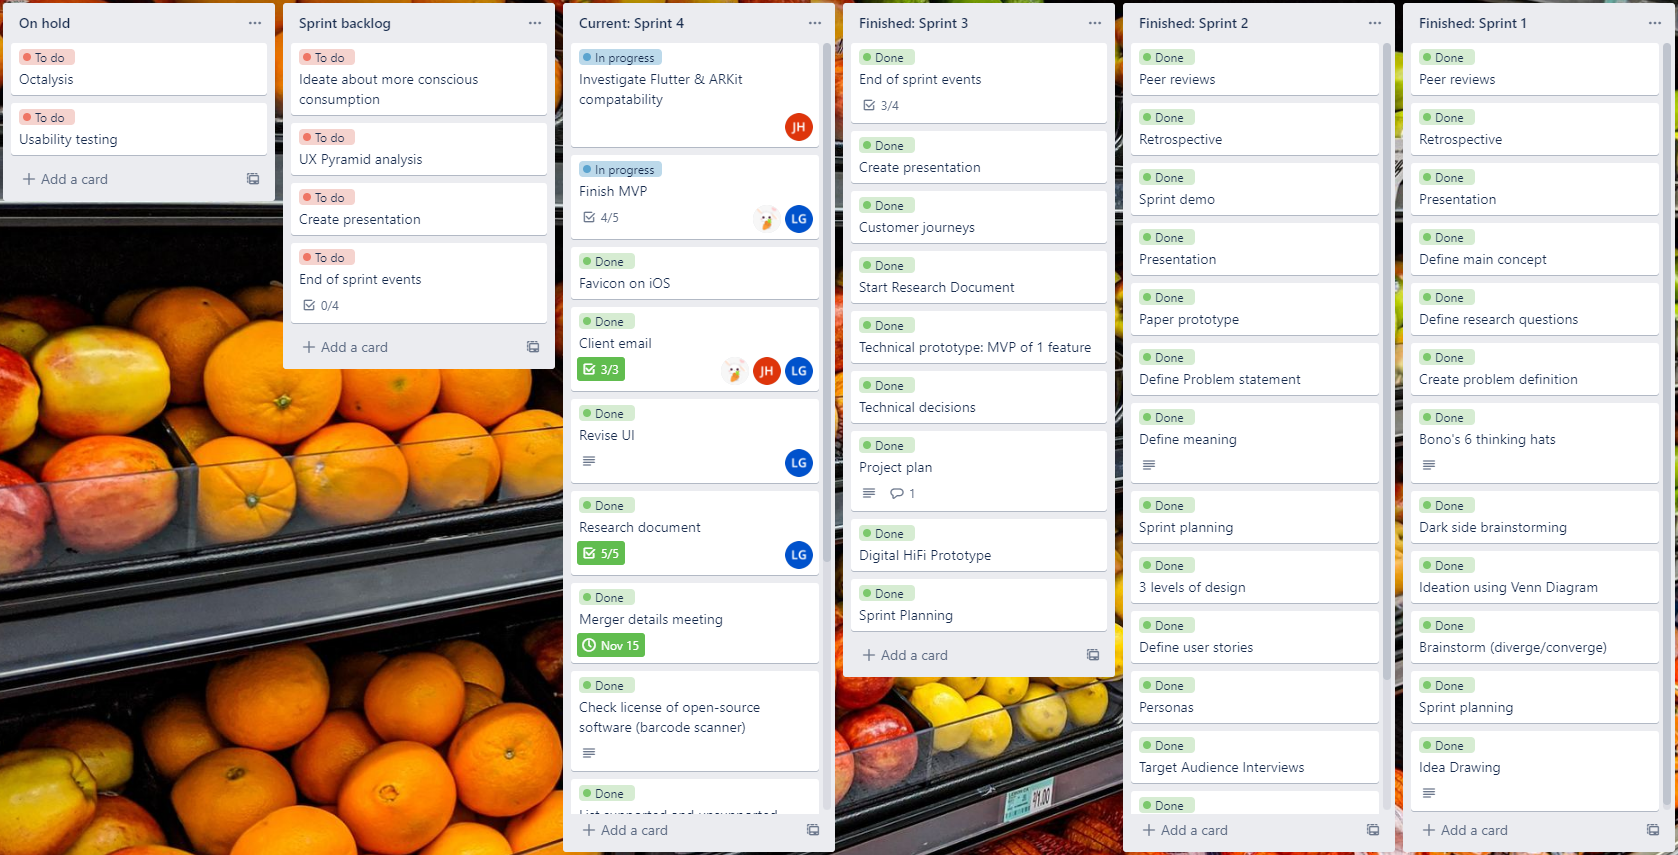 On hold
To do
Octalysis
To do
Usability testing
Add a card
Sprint backlog
To do
Ideate about more conscious
consumption
To do
UX Pyramid analysis
To do
Create presentation
To do
End of sprint events
0/4
Add a card
Current: Sprint 4
In progress
Investigate Flutter & ARKit
compatability
JH
In progress
Finish MVP
4/5
LG
Done
Favicon on iOS
Done
Client email
3/3
JH
LG
Done
Revise UI
LG
Done
Research document
5/5
LG
Done
Merger details meeting
Nov 15
Done
Check license of open-source
software (barcode scanner)
Done
List supported and unsupported
Add a card
Finished: Sprint 3
Done
End of sprint events
3/4
Done
Create presentation
Done
Customer journeys
Done
Start Research Document
Done
Technical prototype: MVP of 1 feature
Done
Technical decisions
Done
Project plan
1
Done
Digital HiFi Prototype
Done
Sprint Planning
Add a card
Finished: Sprint 2
Done
Peer reviews
Done
Retrospective
Done
Sprint demo
Done
Presentation
Done
Paper prototype
Done
Define Problem statement
Done
Define meaning
Done
Sprint planning
Done
3 levels of design
Done
Define user stories
Done
Personas
Done
Target Audience Interviews
Done
Add a card
Finished: Sprint 1
Done
Peer reviews
Done
Retrospective
Done
Presentation
Done
Define main concept
Done
Define research questions
Done
Create problem definition
Done
Bono's 6 thinking hats
Done
Dark side brainstorming
Done
Ideation using Venn Diagram
Done
Brainstorm (diverge/converge)
Done
Sprint planning
Done
Idea Drawing
Add a card